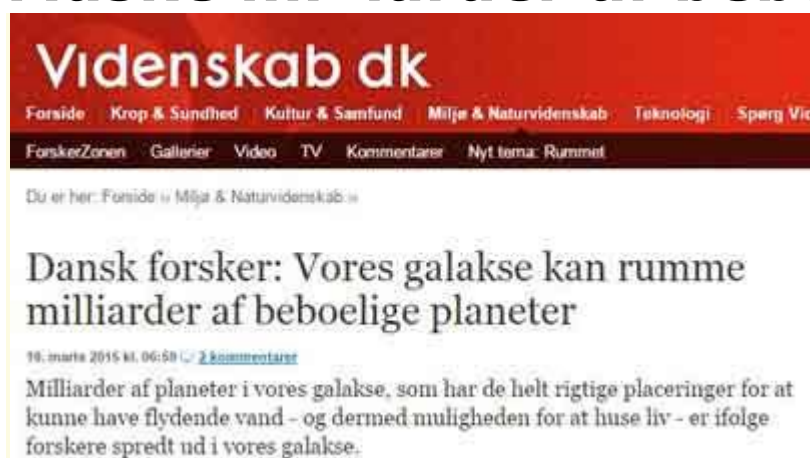 Videnskab dk
Forside Krop & Sundhed Kultur & Samfund Miljø & Naturvidenskab Teknologi Spørg
ForskerZonen Gallerier Video TV Kommentarer Nyt tema: Rummet
Du er her: Forside » Miljø & Naturvidenskab »
Dansk forsker: Vores galakse kan rumme
milliarder af beboelige planeter
marts 2015 kl. 06:58 2 kommentarer
Milliarder af planeter i vores galakse, som har de helt rigtige placeringer for at
kunne have flydende vand - og dermed muligheden for at huse liv - er ifølge
forskere spredt ud i vores galakse.